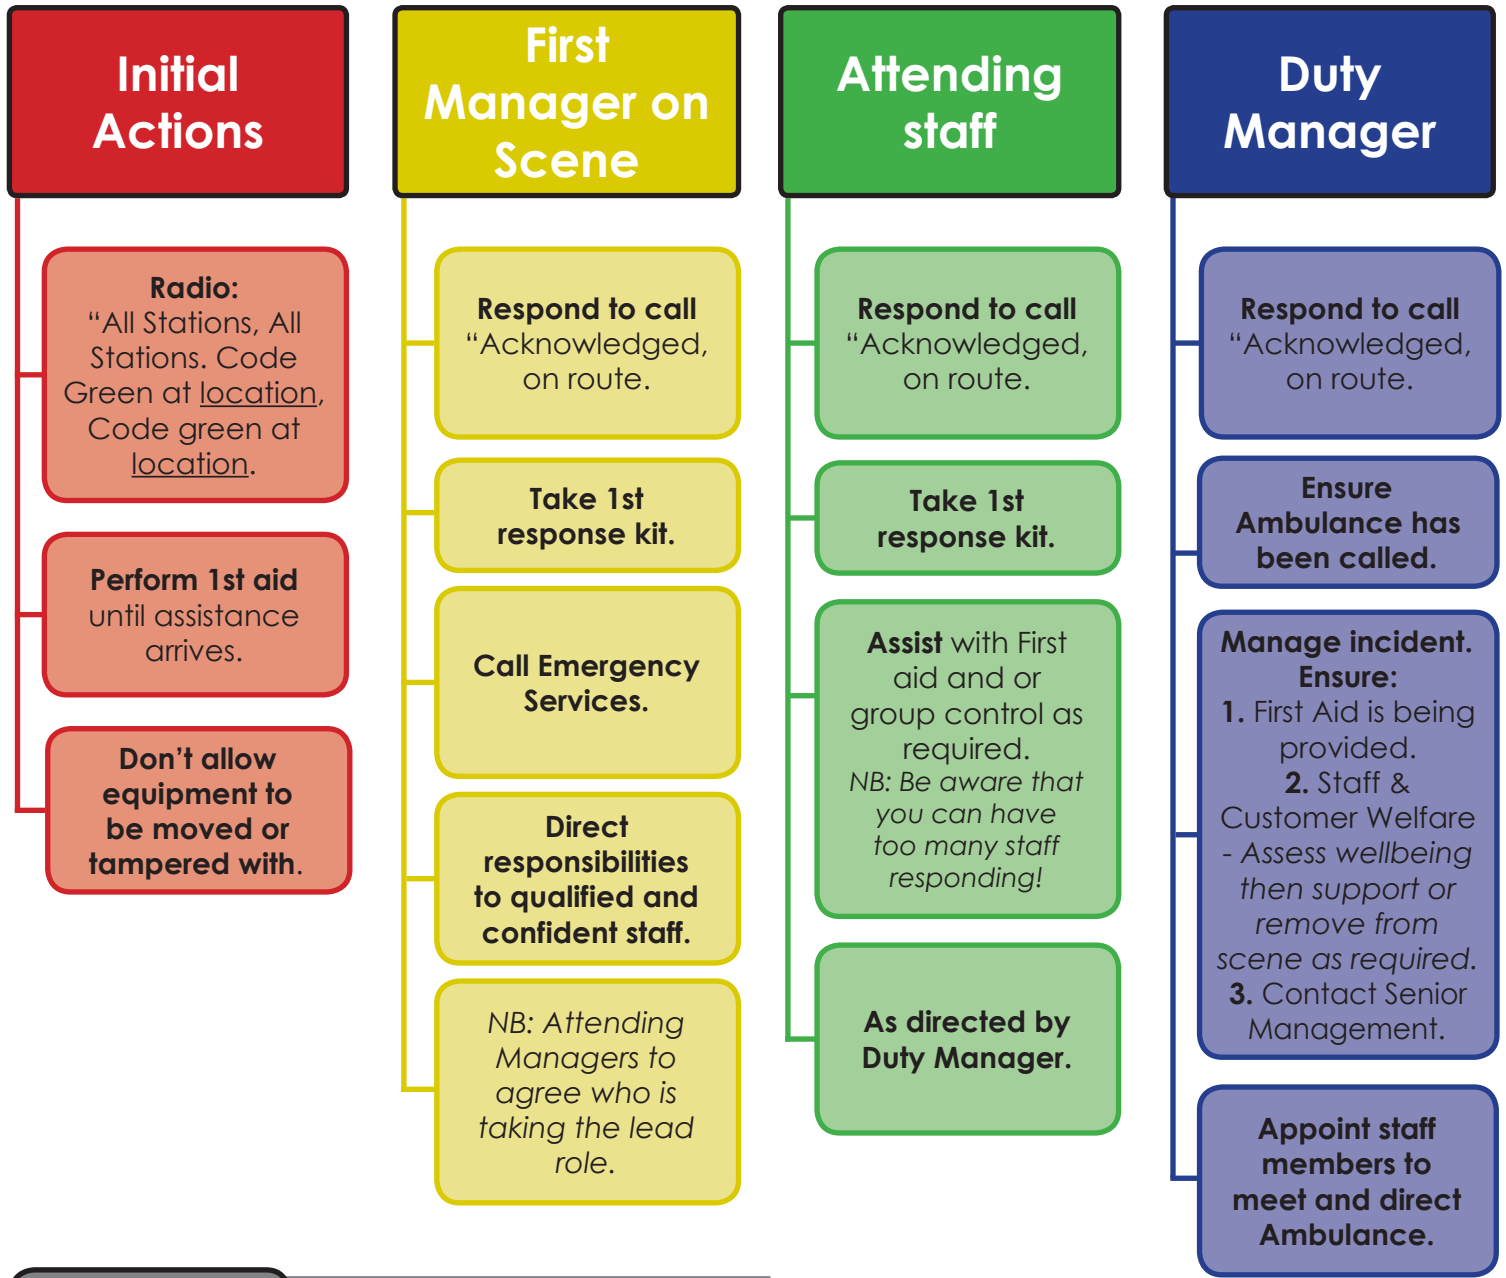 Initial
Actions
Radio:
“All Stations, All
Stations. Code
Green at location,
Code green at
location.
Perform 1st aid
until assistance
arrives.
Don’t allow
equipment to
be moved or
tampered with.
First
Manager on
Scene
Respond to call
“Acknowledged,
on route.
Take 1st
response kit.
Call Emergency
Services.
Direct
responsibilities
to qualified and
confident staff.
NB: Attending
Managers to
agree who is
taking the lead
role.
Attending
staff
Respond to call
“Acknowledged,
on route.
Take 1st
response kit.
Assist with First
aid and or
group control as
required.
NB: Be aware that
you can have
too many staff
responding!
As directed by
Duty Manager.
Duty
Manager
Respond to call
“Acknowledged,
on route.
Ensure
Ambulance has
been called.
Manage incident.
Ensure:
1. First Aid is being
provided.
2. Staff &
Customer Welfare
- Assess wellbeing
then support or
remove from
scene as required.
3. Contact Senior
Management.
Appoint staff
members to
meet and direct
Ambulance.